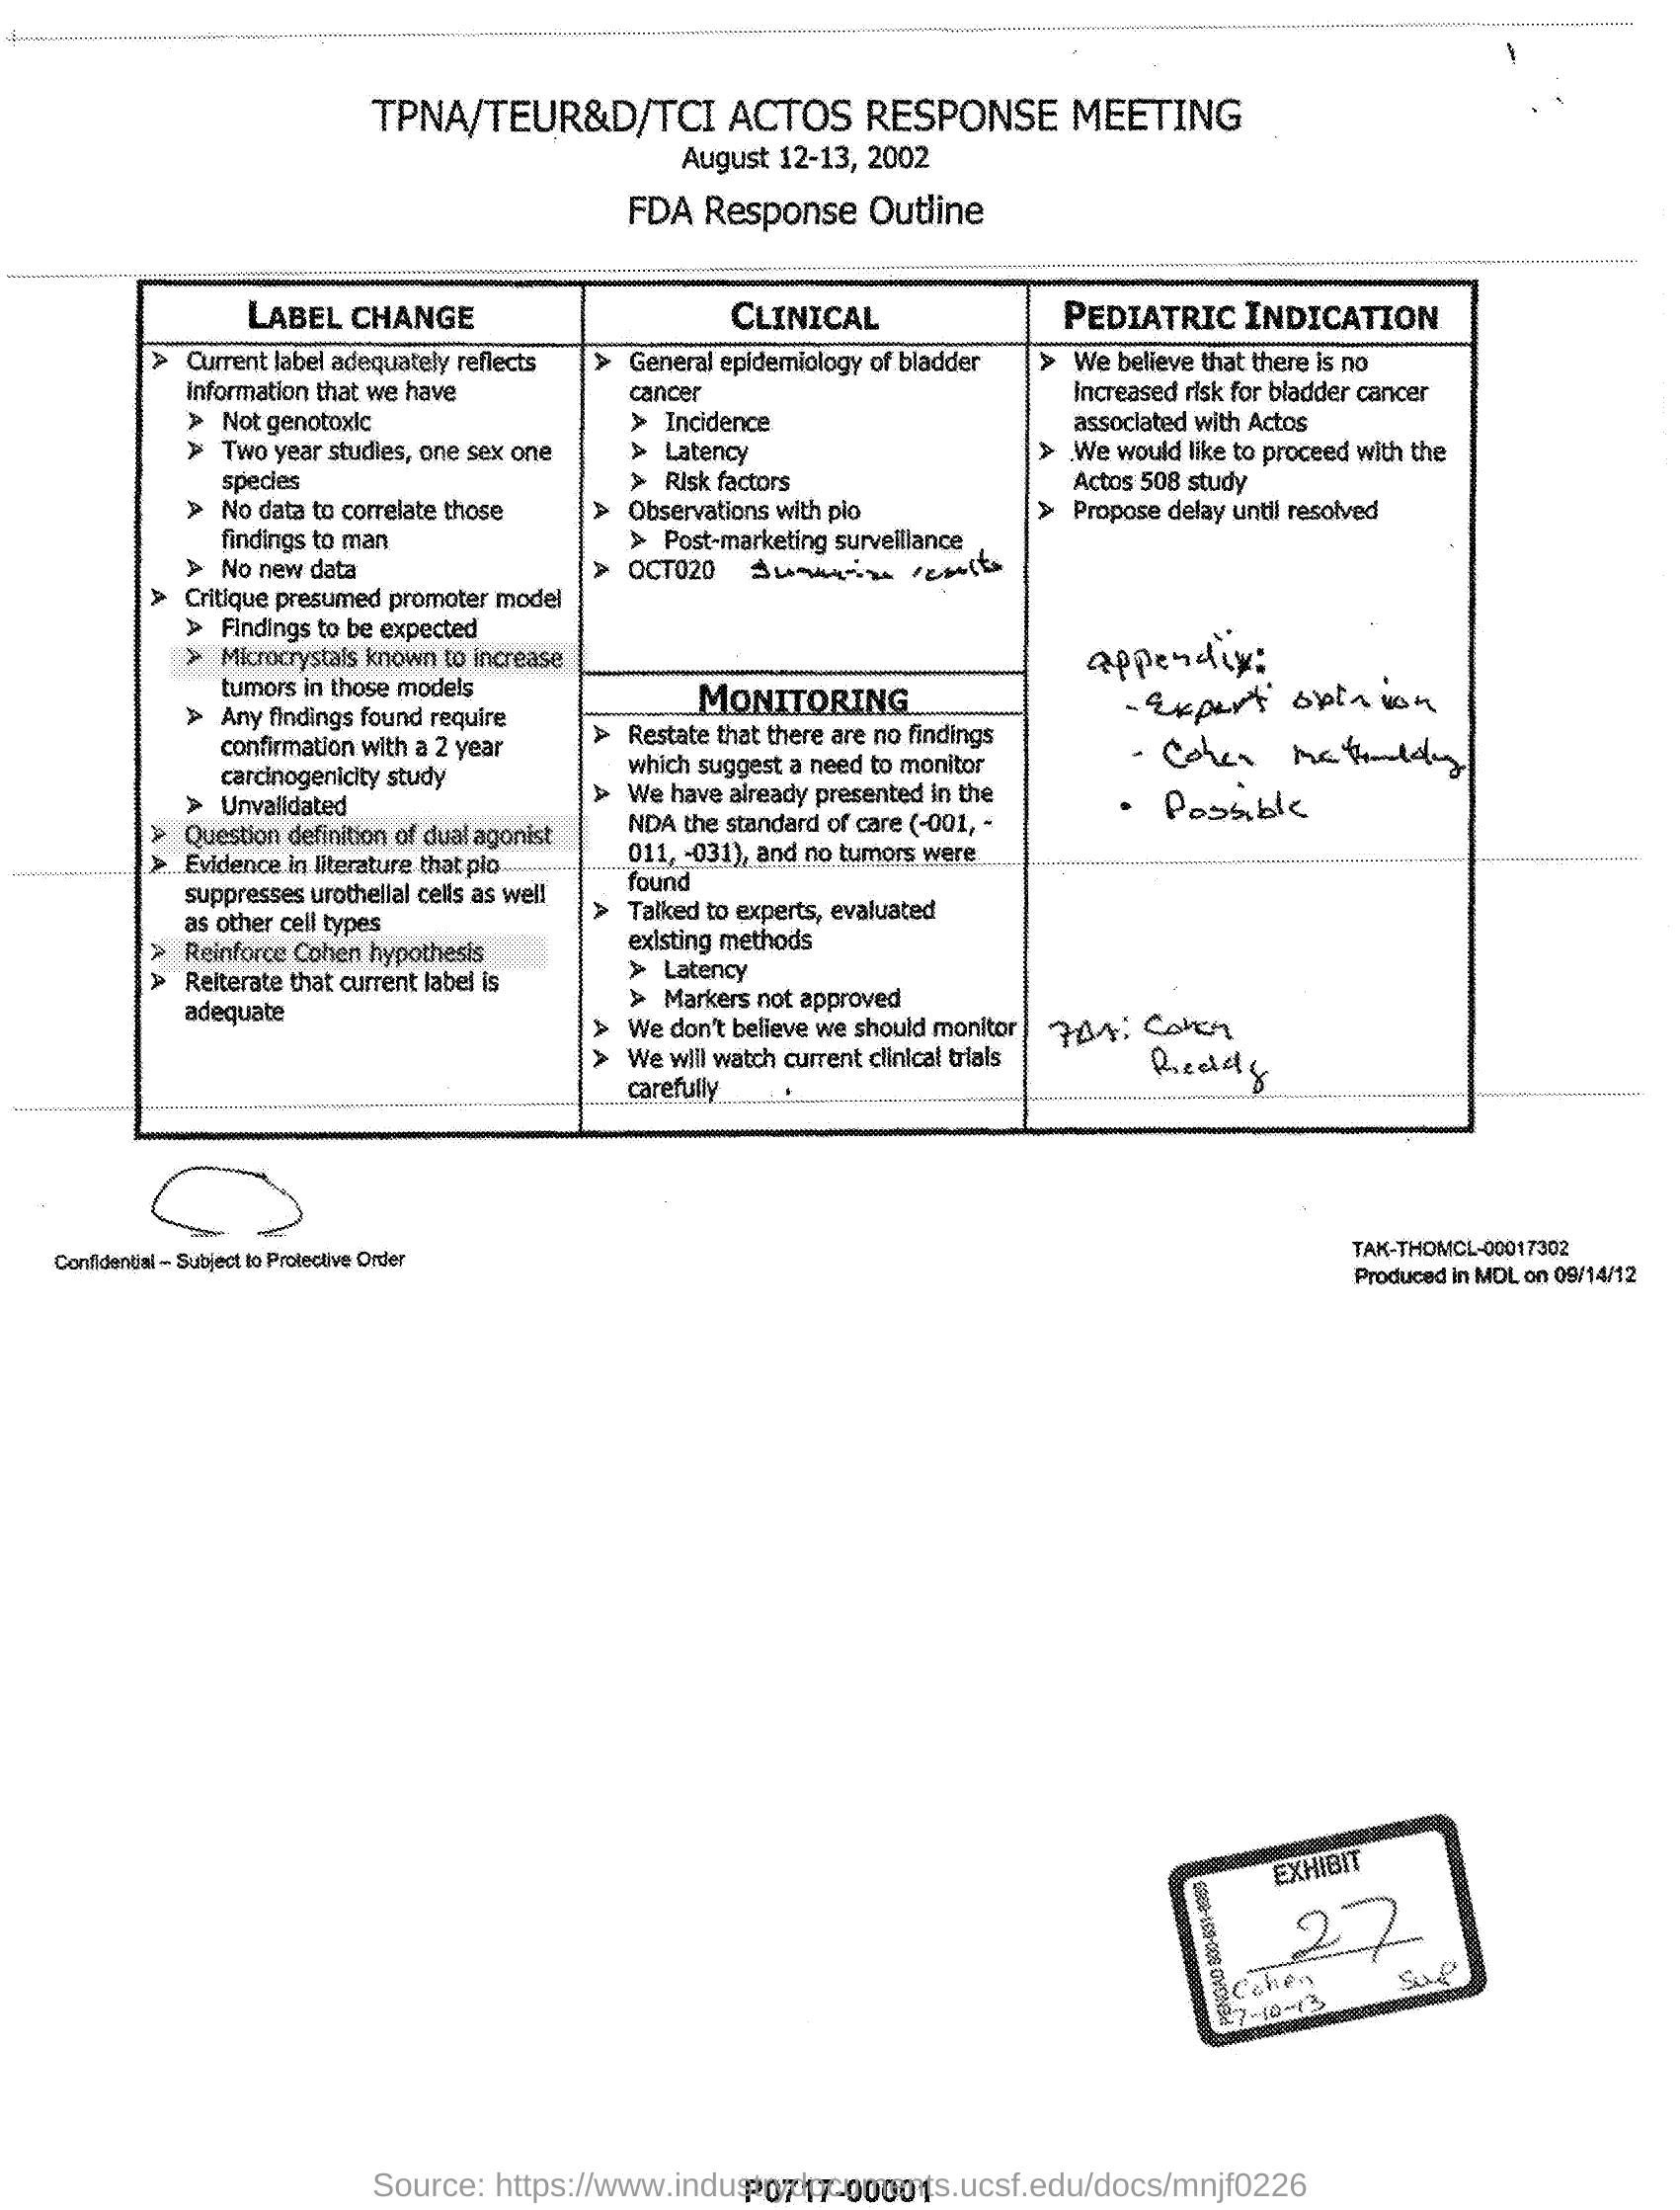 TPNA/TEUR&D/TCI ACTOS RESPONSE MEETING
August 12-13, 2002
FDA Response Outline
LABEL CHANGE
➤ Current label adequately reflects
information that we have
➤ Not genotoxic
➤ Two year studies, one sex one
species
➤ No data to correlate those
findings to man
➤ No new data
➤ Critique presumed promoter model
➤ Findings to be expected
➤ Microcrystals known to increase
tumors in those models
➤ Any findings found require
confirmation with a 2 year
carcinogenicity study
➤ Unvalidated
➤ Question definition of dual agonist
➤ Evidence in literature that pio
suppresses urothelial cells as well
as other cell types
➤ Reinforce Cohen hypothesis
➤ Reiterate that current label is
adequate
CLINICAL
➤ General epidemiology of bladder
cancer
➤ Incidence
➤ Latency
➤ Risk factors
➤ Observations with pio
➤ Post-marketing surveillance
➤ OCT020 results
MONITORING
➤ Restate that there are no findings
which suggest a need to monitor
➤ We have already presented in the
NDA the standard of care (-001, -
011, -031), and no tumors were
found
➤ Talked to experts, evaluated
existing methods
➤ Latency
➤ Markers not approved
➤ We don't believe we should monitor
➤ We will watch current clinical trials
carefully
PEDIATRIC INDICATION
➤ We believe that there is no
increased risk for bladder cancer
associated with Actos
➤ We would like to proceed with the
Actos 508 study
➤ Propose delay until resolved
Appendix:
- Expert opinion
- Cohen
• Possible
Cohen
Reddy
Confidential – Subject to Protective Order
TAK-THOMCL-00017302
Produced in MDL on 09/14/12
EXHIBIT
27
Cohen
7-10-13
Source: https://www.industrydocuments.ucsf.edu/docs/mnjf0226
P0717-00001